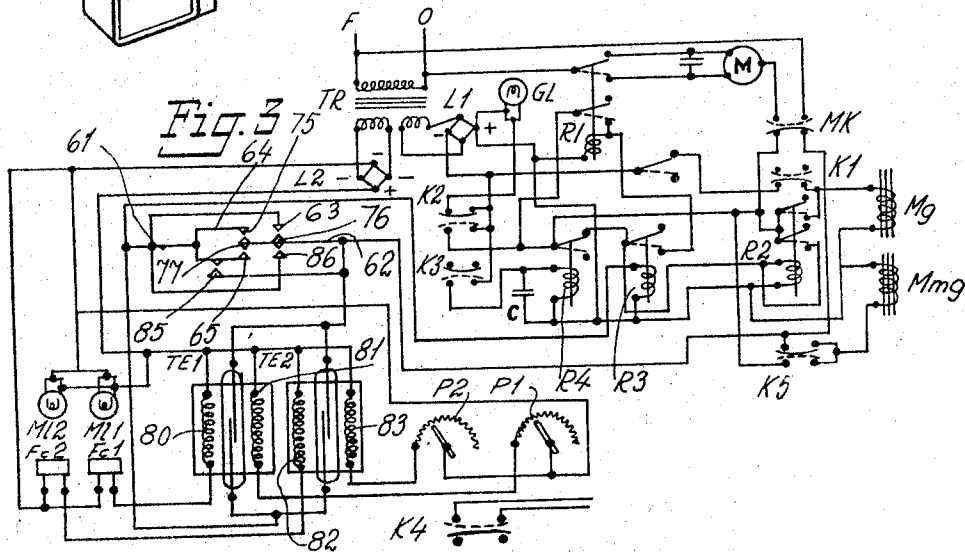 F O
TR L1 GL M
Fig. 3 75 R1 MK
61 64 K1
L2 K2 Mg
63 76
77 86 62 K3 R2
85 65 C Mmg
TE1 TE2 81 R4 R3 K5
P2 P1
80 83
Ml2 Ml1
Fc2 Fc1
82 K4
+
-
-
-
+
-